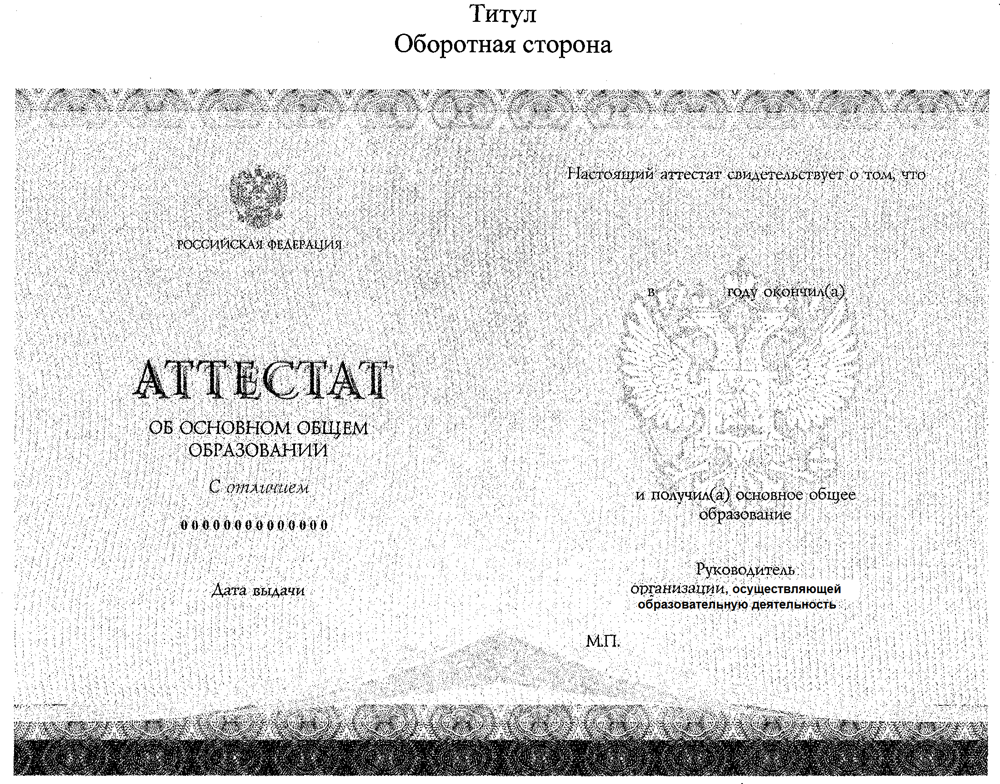 Титул
Оборотная сторона
РОССИЙСКАЯ ФЕДЕРАЦИЯ
АТТЕСТАТ
ОБ ОСНОВНОМ ОБЩЕМ
ОБРАЗОВАНИИ
С отличием
00000000000000
Дата выдачи
Настоящий аттестат свидетельствует о том, что
в году окончил(а)
и получил(а) основное общее
образование
Руководитель
организации, осуществляющей
образовательную деятельность
М.П.